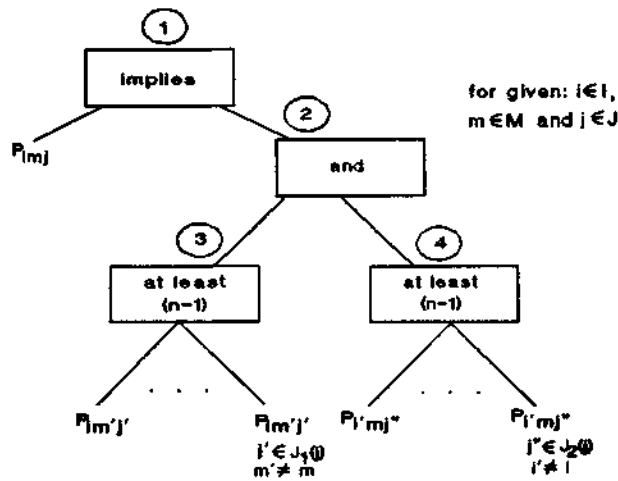 1
implies
for given: i∈I,
m∈M and j∈J
2
P_imj
and
3
4
at least
(n-1)
at least
(n-1)
P_im'j'
. . .
P_im'j'
P_i'mj"
. . .
P_i'mj"
j'∈J_1(j)
m'≠m
j"∈J_2(j)
i'≠i